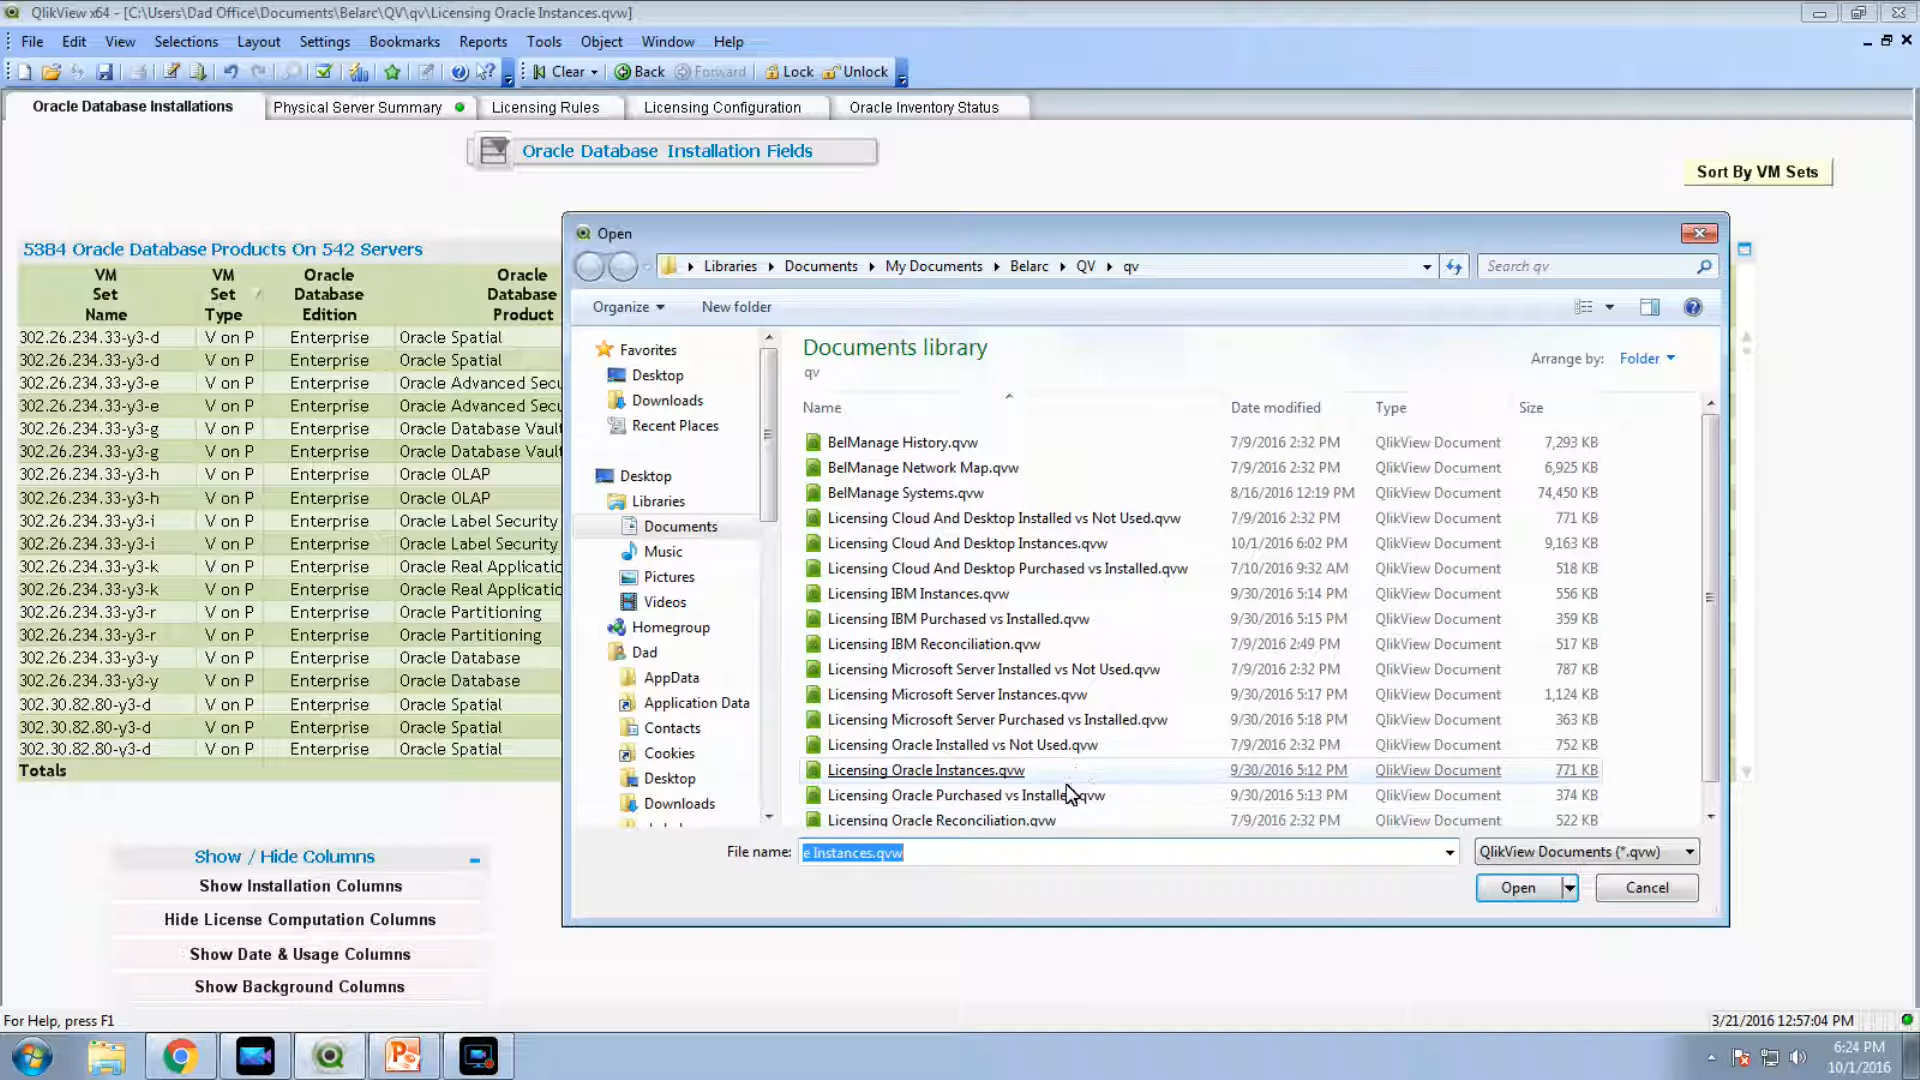 QlikView x64 - [C:\Users\Dad Office\Documents\Belarc\QV\qv\Licensing Oracle Instances.qvw]
File Edit View Selections Layout Settings Bookmarks Reports Tools Object Window Help
Clear Back Forward Lock Unlock
Oracle Database Installations Physical Server Summary Licensing Rules Licensing Configuration Oracle Inventory Status
Oracle Database Installation Fields
Sort By VM Sets
5384 Oracle Database Products On 542 Servers
VM Set Name VM Set Type Oracle Database Edition Oracle Database Product
302.26.234.33-y3-d V on P Enterprise Oracle Spatial
302.26.234.33-y3-d V on P Enterprise Oracle Spatial
302.26.234.33-y3-e V on P Enterprise Oracle Advanced Secu
302.26.234.33-y3-e V on P Enterprise Oracle Advanced Secu
302.26.234.33-y3-g V on P Enterprise Oracle Database Vaul
302.26.234.33-y3-g V on P Enterprise Oracle Database Vaul
302.26.234.33-y3-h V on P Enterprise Oracle OLAP
302.26.234.33-y3-h V on P Enterprise Oracle OLAP
302.26.234.33-y3-i V on P Enterprise Oracle Label Security
302.26.234.33-y3-i V on P Enterprise Oracle Label Security
302.26.234.33-y3-k V on P Enterprise Oracle Real Applicatio
302.26.234.33-y3-k V on P Enterprise Oracle Real Applicatio
302.26.234.33-y3-r V on P Enterprise Oracle Partitioning
302.26.234.33-y3-r V on P Enterprise Oracle Partitioning
302.26.234.33-y3-y V on P Enterprise Oracle Database
302.26.234.33-y3-y V on P Enterprise Oracle Database
302.30.82.80-y3-d V on P Enterprise Oracle Spatial
302.30.82.80-y3-d V on P Enterprise Oracle Spatial
302.30.82.80-y3-d V on P Enterprise Oracle Spatial
Totals
Show / Hide Columns
Show Installation Columns
Hide License Computation Columns
Show Date & Usage Columns
Show Background Columns
Open
Libraries Documents My Documents Belarc QV qv Search qv
Organize New folder
Favorites
Desktop
Downloads
Recent Places
Desktop
Libraries
Documents
Music
Pictures
Videos
Homegroup
Dad
AppData
Application Data
Contacts
Cookies
Desktop
Downloads
Documents library
qv
Arrange by: Folder
Name Date modified Type Size
BelManage History.qvw 7/9/2016 2:32 PM QlikView Document 7,293 KB
BelManage Network Map.qvw 7/9/2016 2:32 PM QlikView Document 6,925 KB
BelManage Systems.qvw 8/16/2016 12:19 PM QlikView Document 74,450 KB
Licensing Cloud And Desktop Installed vs Not Used.qvw 7/9/2016 2:32 PM QlikView Document 771 KB
Licensing Cloud And Desktop Instances.qvw 10/1/2016 6:02 PM QlikView Document 9,163 KB
Licensing Cloud And Desktop Purchased vs Installed.qvw 7/10/2016 9:32 AM QlikView Document 518 KB
Licensing IBM Instances.qvw 9/30/2016 5:14 PM QlikView Document 556 KB
Licensing IBM Purchased vs Installed.qvw 9/30/2016 5:15 PM QlikView Document 359 KB
Licensing IBM Reconciliation.qvw 7/9/2016 2:49 PM QlikView Document 517 KB
Licensing Microsoft Server Installed vs Not Used.qvw 7/9/2016 2:32 PM QlikView Document 787 KB
Licensing Microsoft Server Instances.qvw 9/30/2016 5:17 PM QlikView Document 1,124 KB
Licensing Microsoft Server Purchased vs Installed.qvw 9/30/2016 5:18 PM QlikView Document 363 KB
Licensing Oracle Installed vs Not Used.qvw 7/9/2016 2:32 PM QlikView Document 752 KB
Licensing Oracle Instances.qvw 9/30/2016 5:12 PM QlikView Document 771 KB
Licensing Oracle Purchased vs Installed.qvw 9/30/2016 5:13 PM QlikView Document 374 KB
Licensing Oracle Reconciliation.qvw 7/9/2016 2:32 PM QlikView Document 522 KB
File name: e Instances.qvw QlikView Documents (*.qvw)
Open Cancel
For Help, press F1 3/21/2016 12:57:04 PM
6:24 PM
10/1/2016